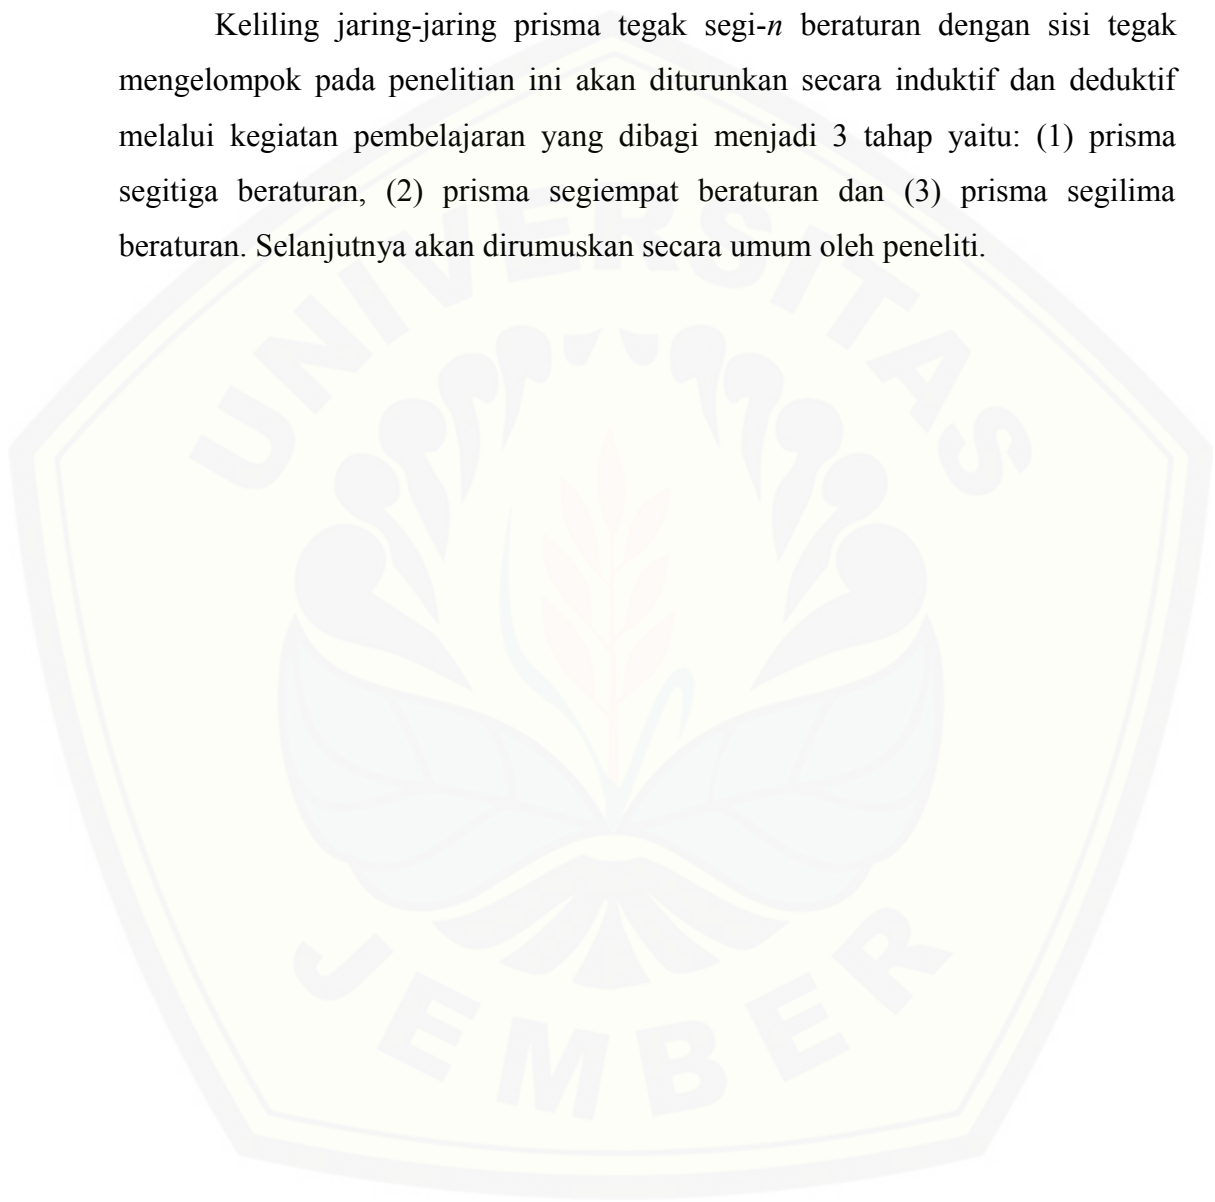 Keliling jaring-jaring prisma tegak segi-n beraturan dengan sisi tegak
mengelompok pada penelitian ini akan diturunkan secara induktif dan deduktif
melalui kegiatan pembelajaran yang dibagi menjadi 3 tahap yaitu: (1) prisma
segitiga beraturan, (2) prisma segiempat beraturan dan (3) prisma segilima
beraturan. Selanjutnya akan dirumuskan secara umum oleh peneliti.
UNIVERSITAS
JEMBER